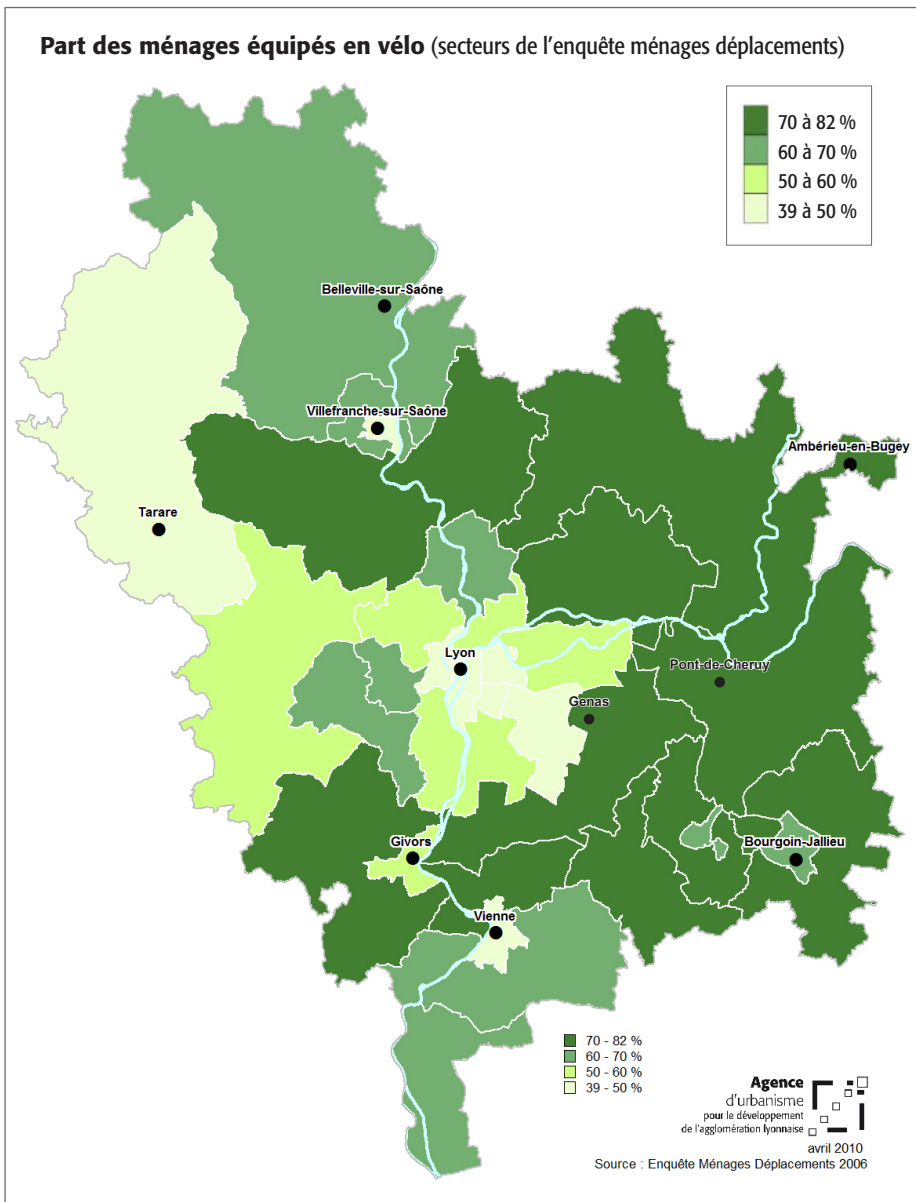 Part des ménages équipés en vélo (secteurs de l'enquête ménages déplacements)
70 à 82 %
60 à 70 %
50 à 60 %
39 à 50 %
Belleville-sur-Saône
Villefranche-sur-Saône
Ambérieu-en-Bugey
Tarare
Lyon
Pont-de-Cheruy
Genas
Givors
Bourgoin-Jallieu
Vienne
70 - 82 %
60 - 70 %
50 - 60 %
39 - 50 %
Agence
d'urbanisme
pour le développement
de l'agglomération lyonnaise
avril 2010
Source : Enquête Ménages Déplacements 2006